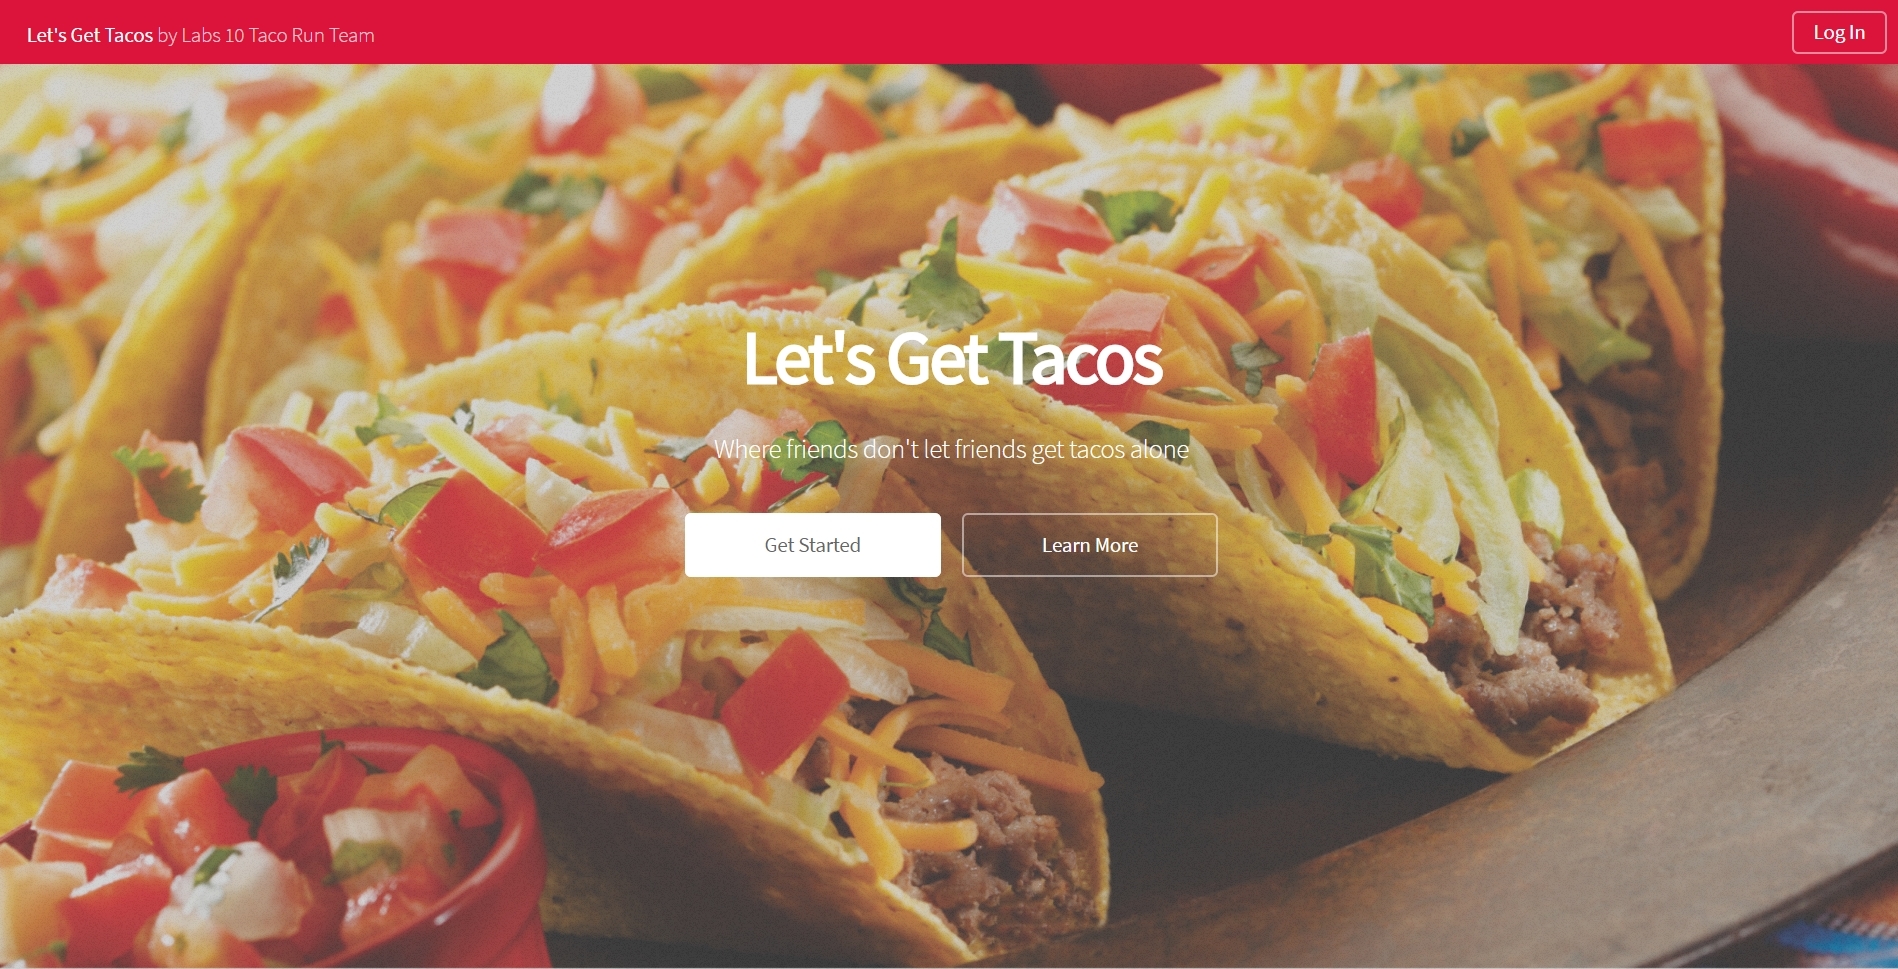 Let's Get Tacos by Labs 10 Taco Run Team
Log In
Let's Get Tacos
Where friends don't let friends get tacos alone
Get Started
Learn More